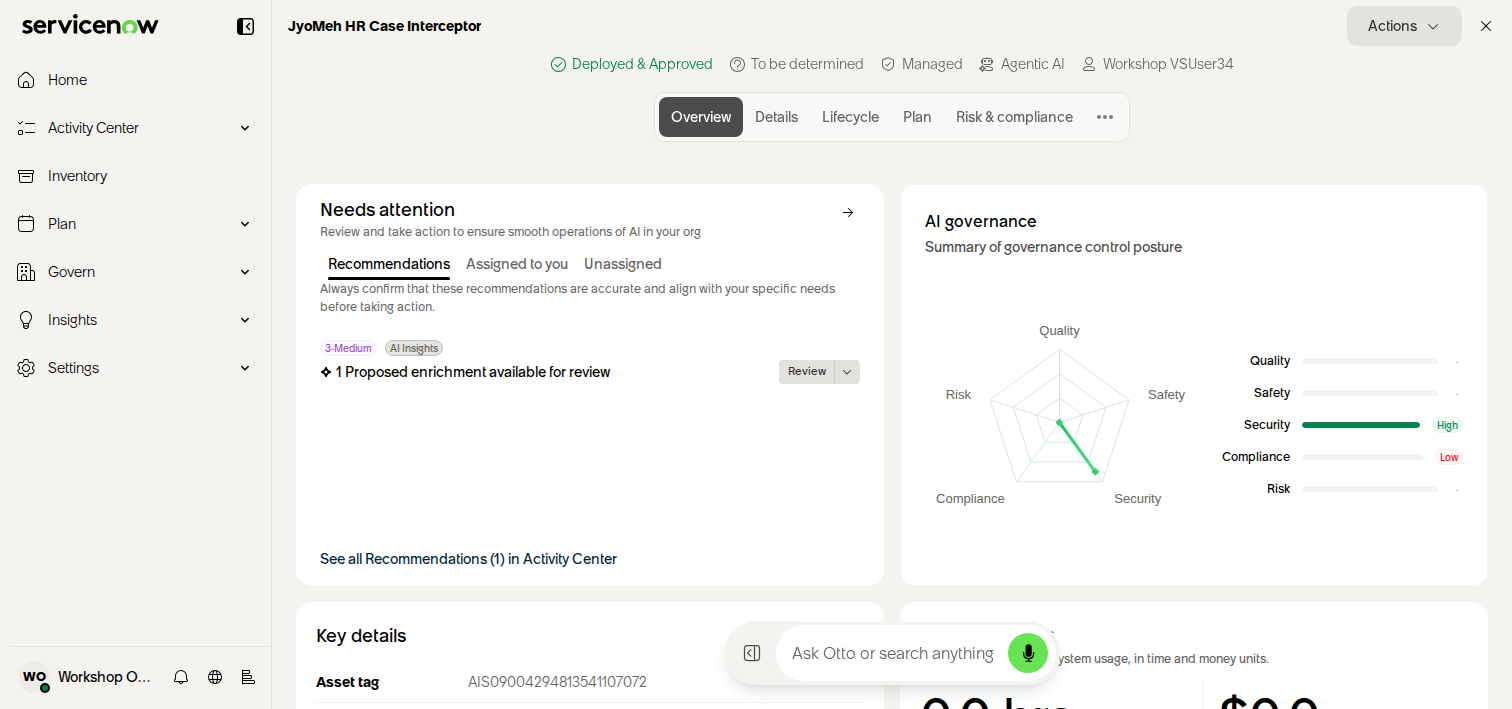 servicenow
Home
Activity Center
Inventory
Plan
Govern
Insights
Settings
WO Workshop O...
JyoMeh HR Case Interceptor
Actions
Deployed & Approved To be determined Managed Agentic AI Workshop VSUser34
Overview Details Lifecycle Plan Risk & compliance
Needs attention
Review and take action to ensure smooth operations of AI in your org
Recommendations Assigned to you Unassigned
Always confirm that these recommendations are accurate and align with your specific needs
before taking action.
3-Medium AI Insights
1 Proposed enrichment available for review
Review
See all Recommendations (1) in Activity Center
AI governance
Summary of governance control posture
Quality
Risk
Safety
Compliance
Security
Quality -
Safety -
Security High
Compliance Low
Risk -
Key details
Asset tag AIS09004294813541107072
Ask Otto or search anything
ystem usage, in time and money units.